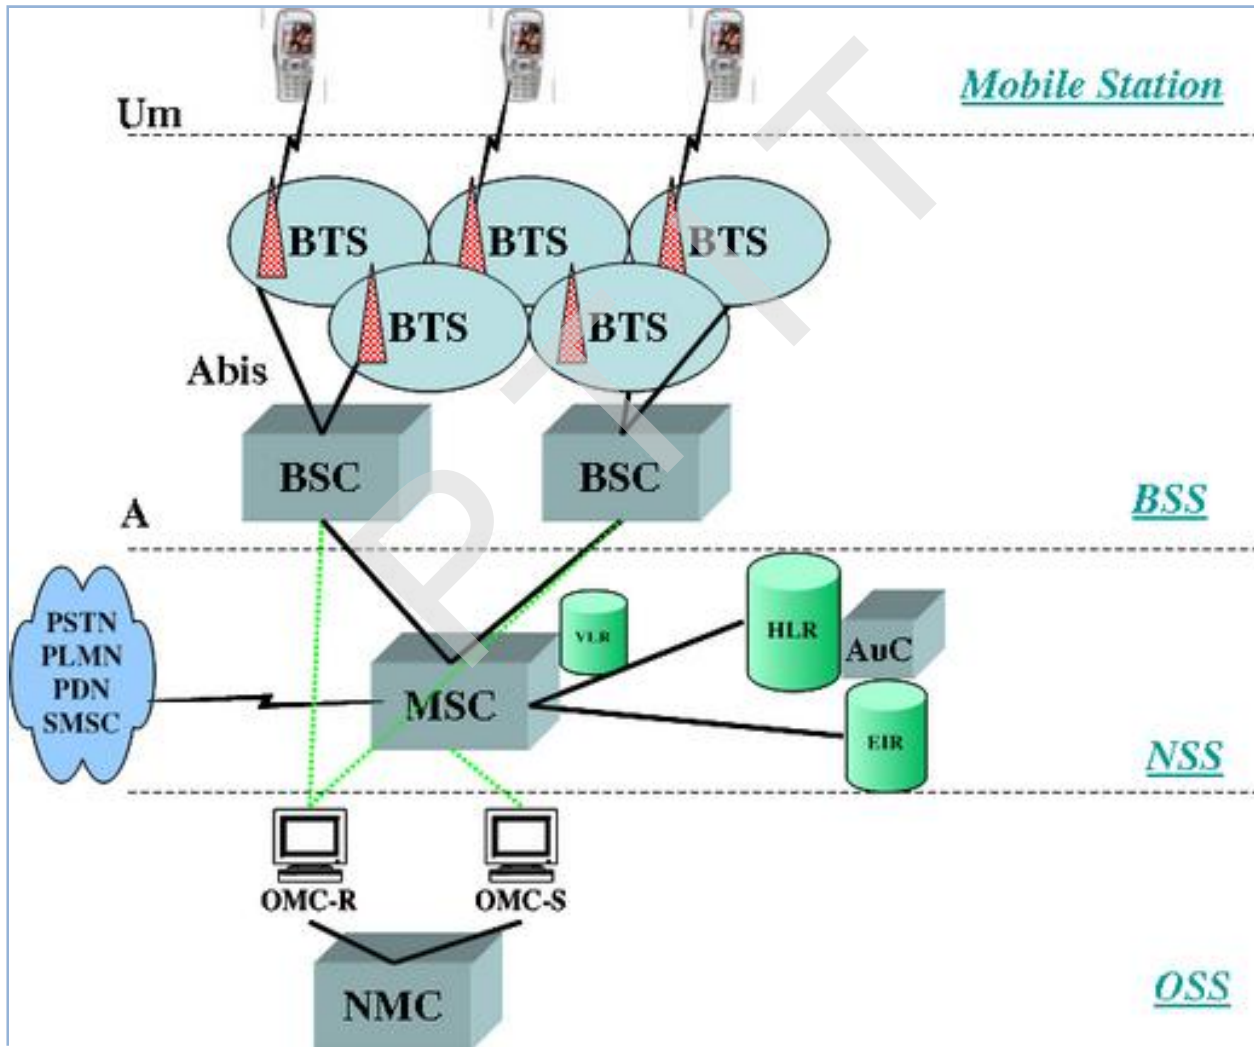 Mobile Station
Um
BTS BTS BTS
BTS BTS
Abis
BSC BSC
BSS
A
PSTN
PLMN
PDN
SMSC
MSC
VLR
HLR
AuC
EIR
NSS
OMC-R OMC-S
NMC
OSS
PTIT